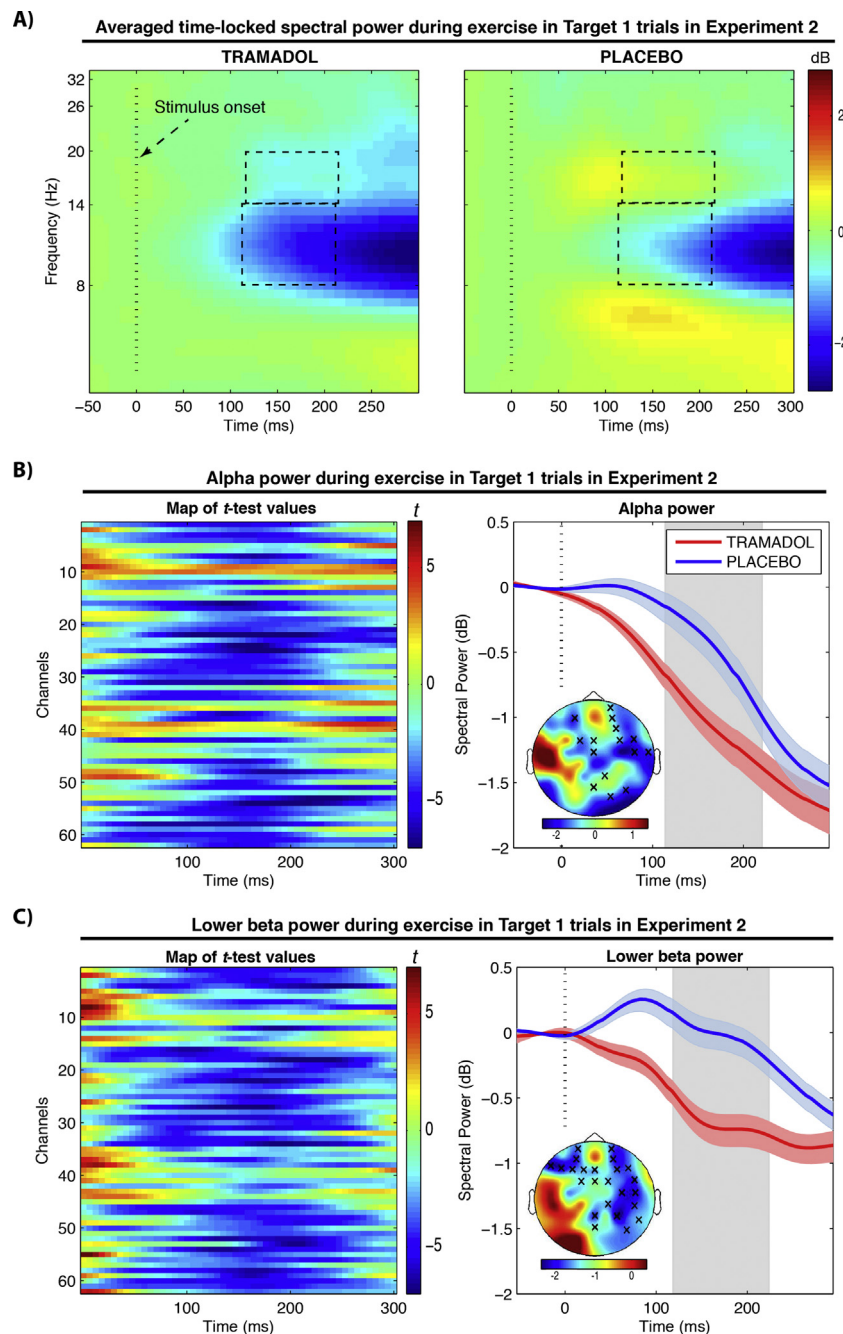 A)
Averaged time-locked spectral power during exercise in Target 1 trials in Experiment 2
TRAMADOL
PLACEBO
dB
Stimulus onset
Frequency (Hz)
32
26
20
14
8
−50 0 50 100 150 200 250
Time (ms)
32
26
20
14
8
0 50 100 150 200 250 300
Time (ms)
2
0
−2
B)
Alpha power during exercise in Target 1 trials in Experiment 2
Map of t-test values
t
Channels
10
20
30
40
50
60
100 200 300
Time (ms)
5
0
−5
Alpha power
TRAMADOL
PLACEBO
Spectral Power (dB)
0.5
0
−0.5
−1
−1.5
−2
0 100 200
Time (ms)
-2 0 1
C)
Lower beta power during exercise in Target 1 trials in Experiment 2
Map of t-test values
t
Channels
10
20
30
40
50
60
100 200 300
Time (ms)
5
0
−5
Lower beta power
Spectral Power (dB)
0.5
0
−0.5
−1
−1.5
−2
0 100 200
Time (ms)
-2 -1 0